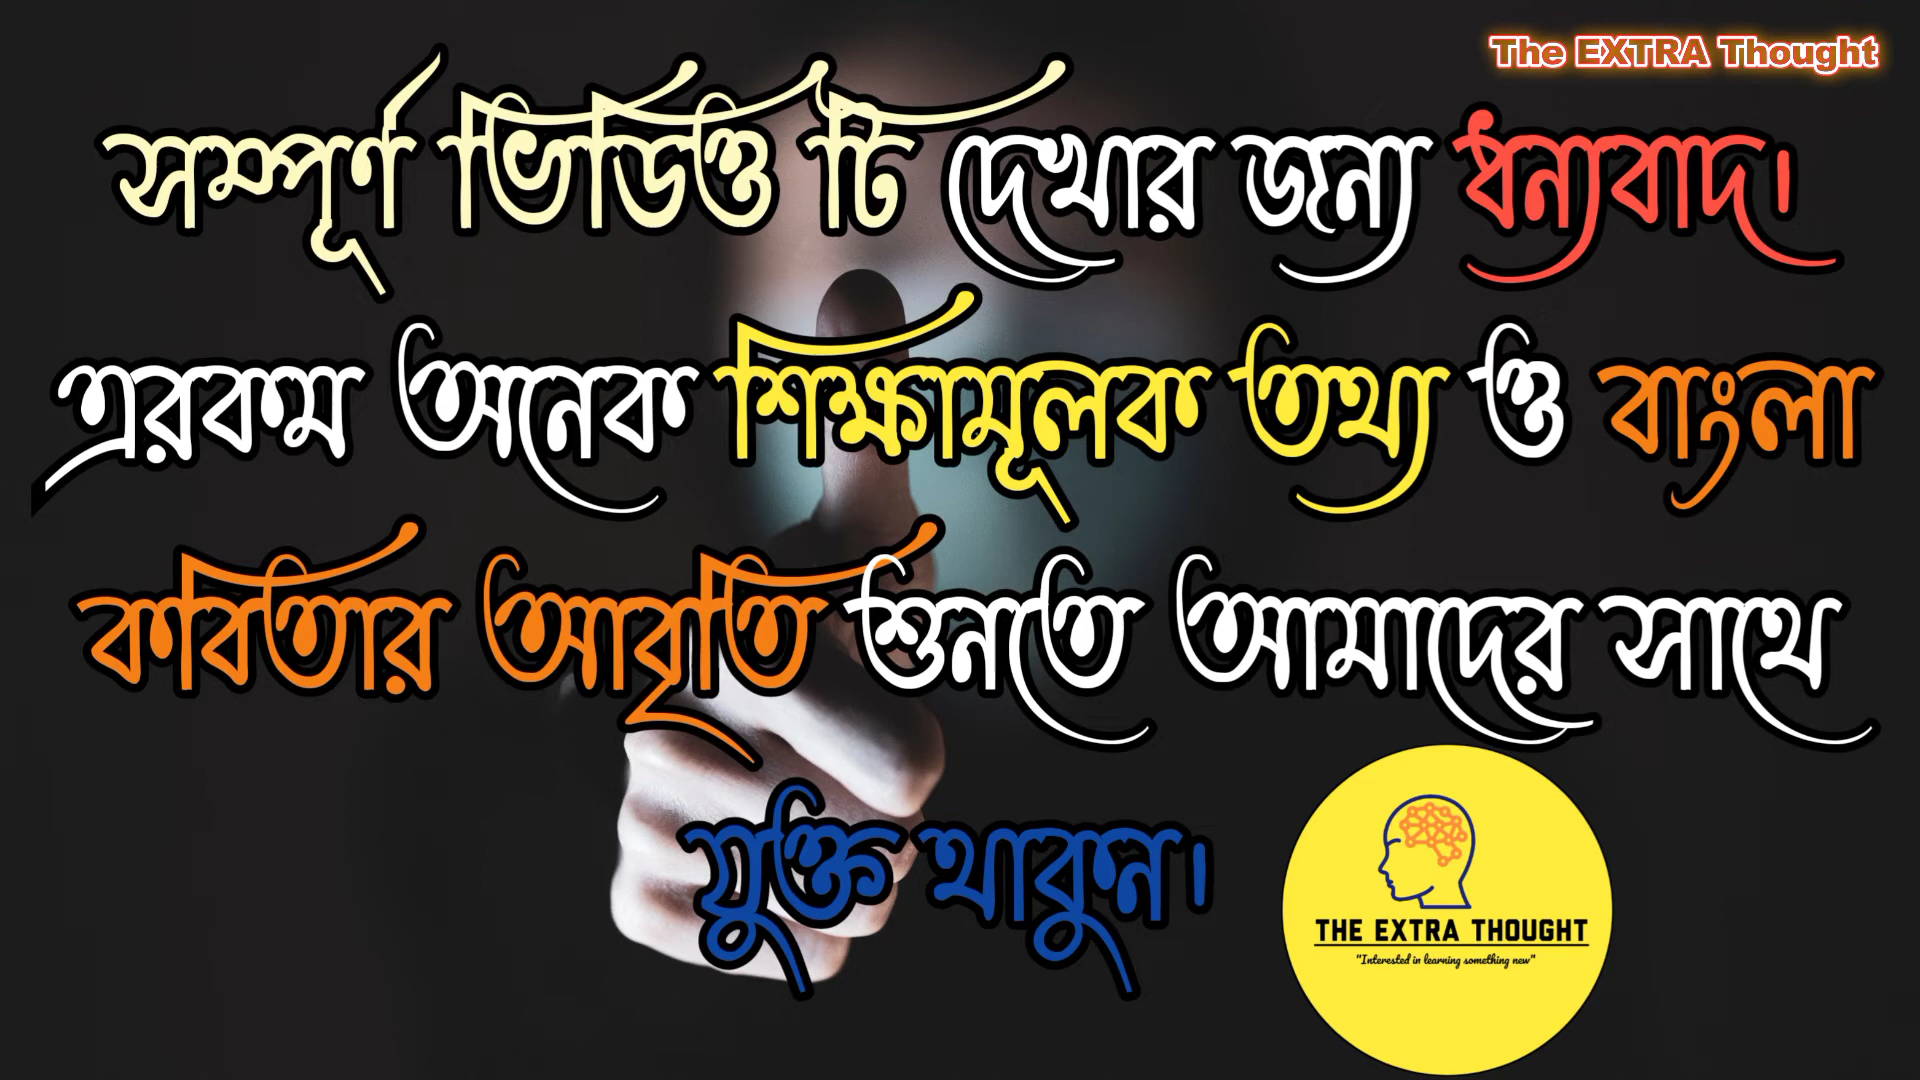 The EXTRA Thought
সম্পূর্ণ ভিডিও টি দেখার জন্য ধন্যবাদ।
এরকম অনেক শিক্ষামূলক তথ্য ও বাংলা
কবিতার আবৃতি শুনতে আমাদের সাথে
যুক্ত থাকুন।
THE EXTRA THOUGHT
"Interested in learning something new"